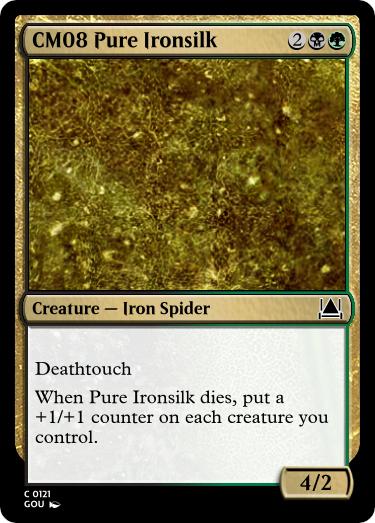 CM08 Pure Ironsilk 2
Creature — Iron Spider
Deathtouch
When Pure Ironsilk dies, put a
+1/+1 counter on each creature you
control.
4/2
C 0121
GOU